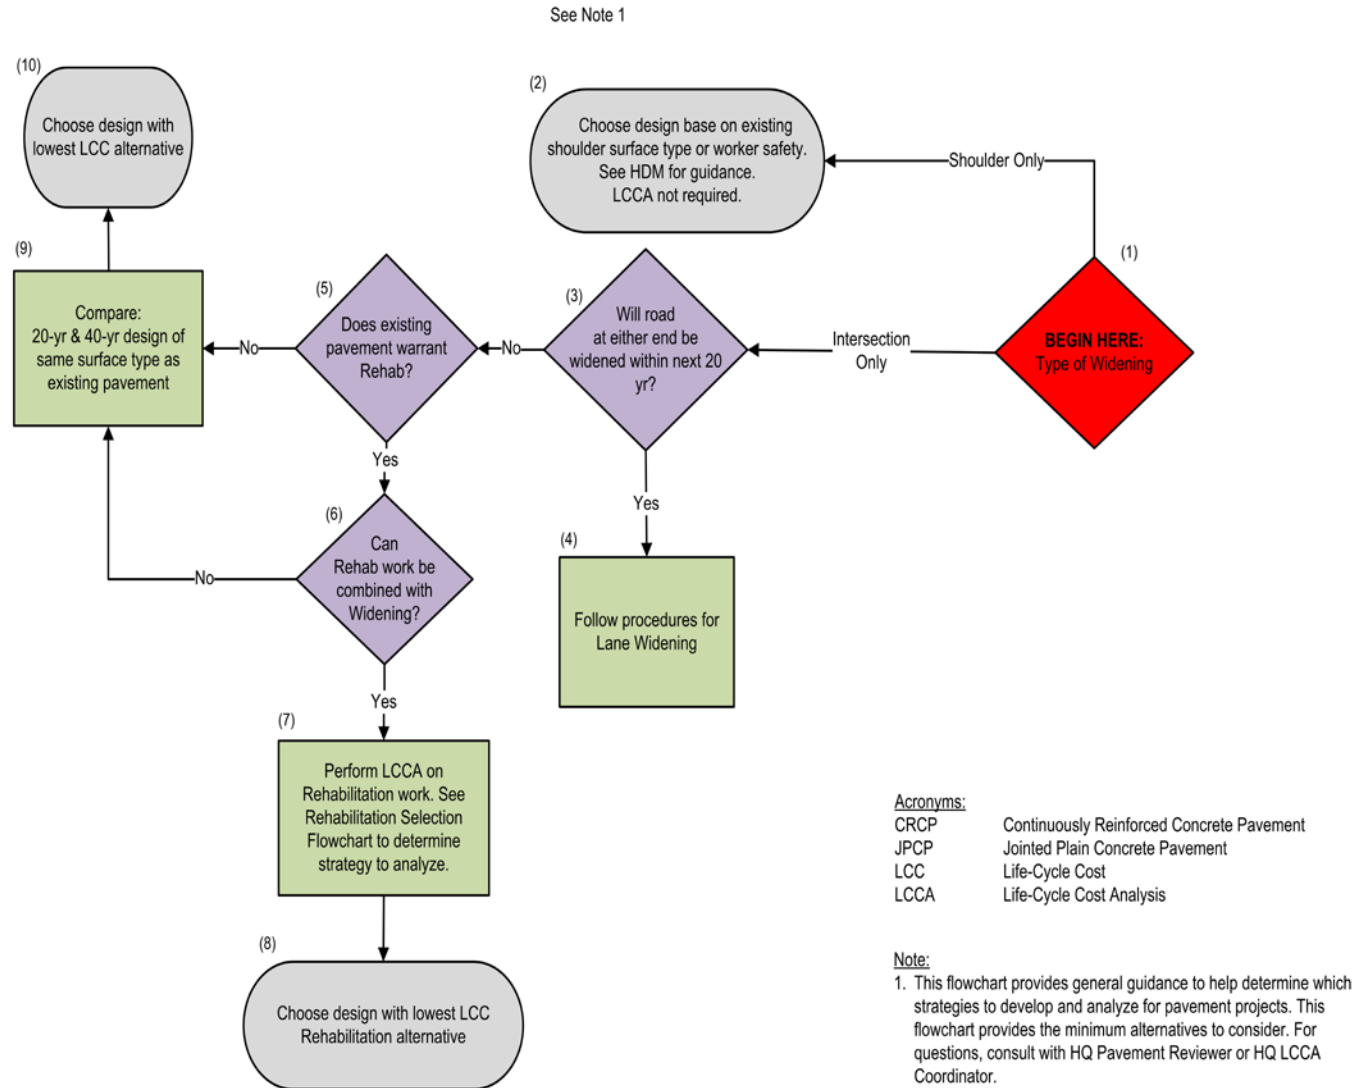 See Note 1
(10)
Choose design with
lowest LCC alternative
(2)
Choose design base on existing
shoulder surface type or worker safety.
See HDM for guidance.
LCCA not required.
Shoulder Only
(1)
BEGIN HERE:
Type of Widening
Intersection
Only
(3)
Will road
at either end be
widened within next 20
yr?
No
(5)
Does existing
pavement warrant
Rehab?
No
(9)
Compare:
20-yr & 40-yr design of
same surface type as
existing pavement
Yes
Yes
(6)
Can
Rehab work be
combined with
Widening?
No
(4)
Follow procedures for
Lane Widening
Yes
(7)
Perform LCCA on
Rehabilitation work. See
Rehabilitation Selection
Flowchart to determine
strategy to analyze.
(8)
Choose design with lowest LCC
Rehabilitation alternative
Acronyms:
CRCP Continuously Reinforced Concrete Pavement
JPCP Jointed Plain Concrete Pavement
LCC Life-Cycle Cost
LCCA Life-Cycle Cost Analysis
Note:
1. This flowchart provides general guidance to help determine which
strategies to develop and analyze for pavement projects. This
flowchart provides the minimum alternatives to consider. For
questions, consult with HQ Pavement Reviewer or HQ LCCA
Coordinator.